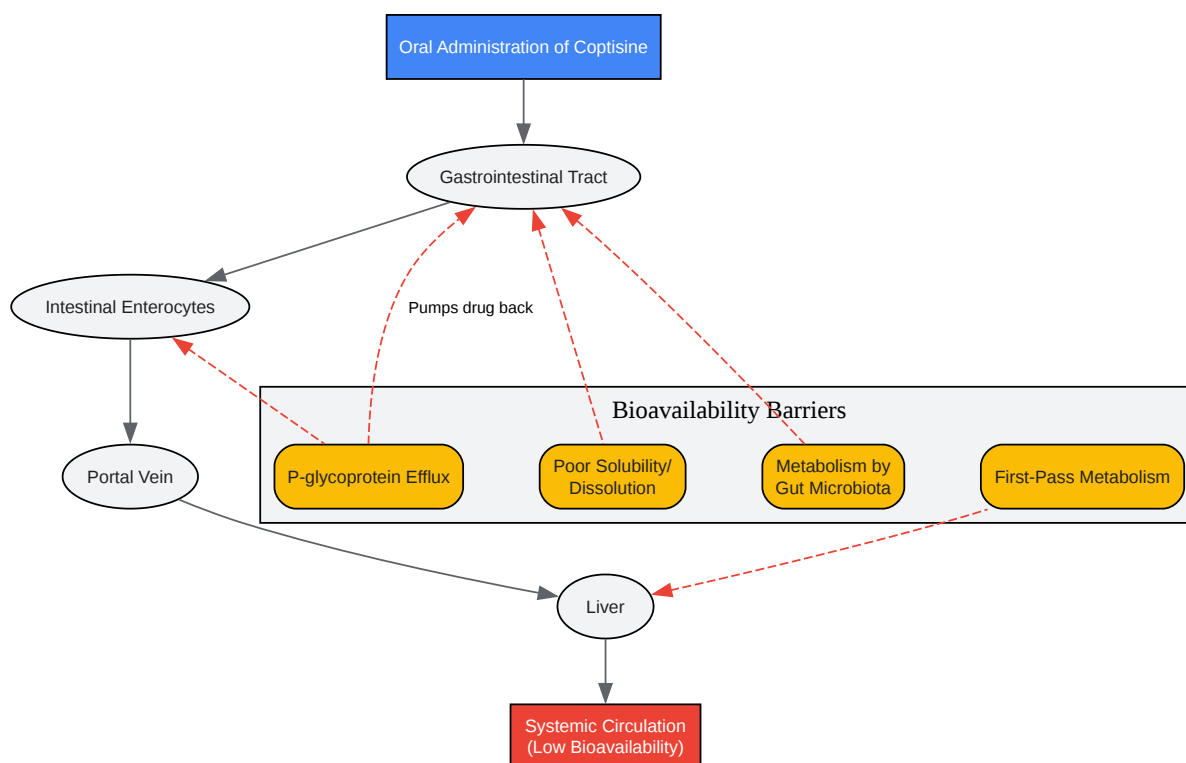 Oral Administration of Coptisine
Gastrointestinal Tract
Intestinal Enterocytes
Pumps drug back
Bioavailability Barriers
P-glycoprotein Efflux
Poor Solubility/
Dissolution
Metabolism by
Gut Microbiota
First-Pass Metabolism
Portal Vein
Liver
Systemic Circulation
(Low Bioavailability)